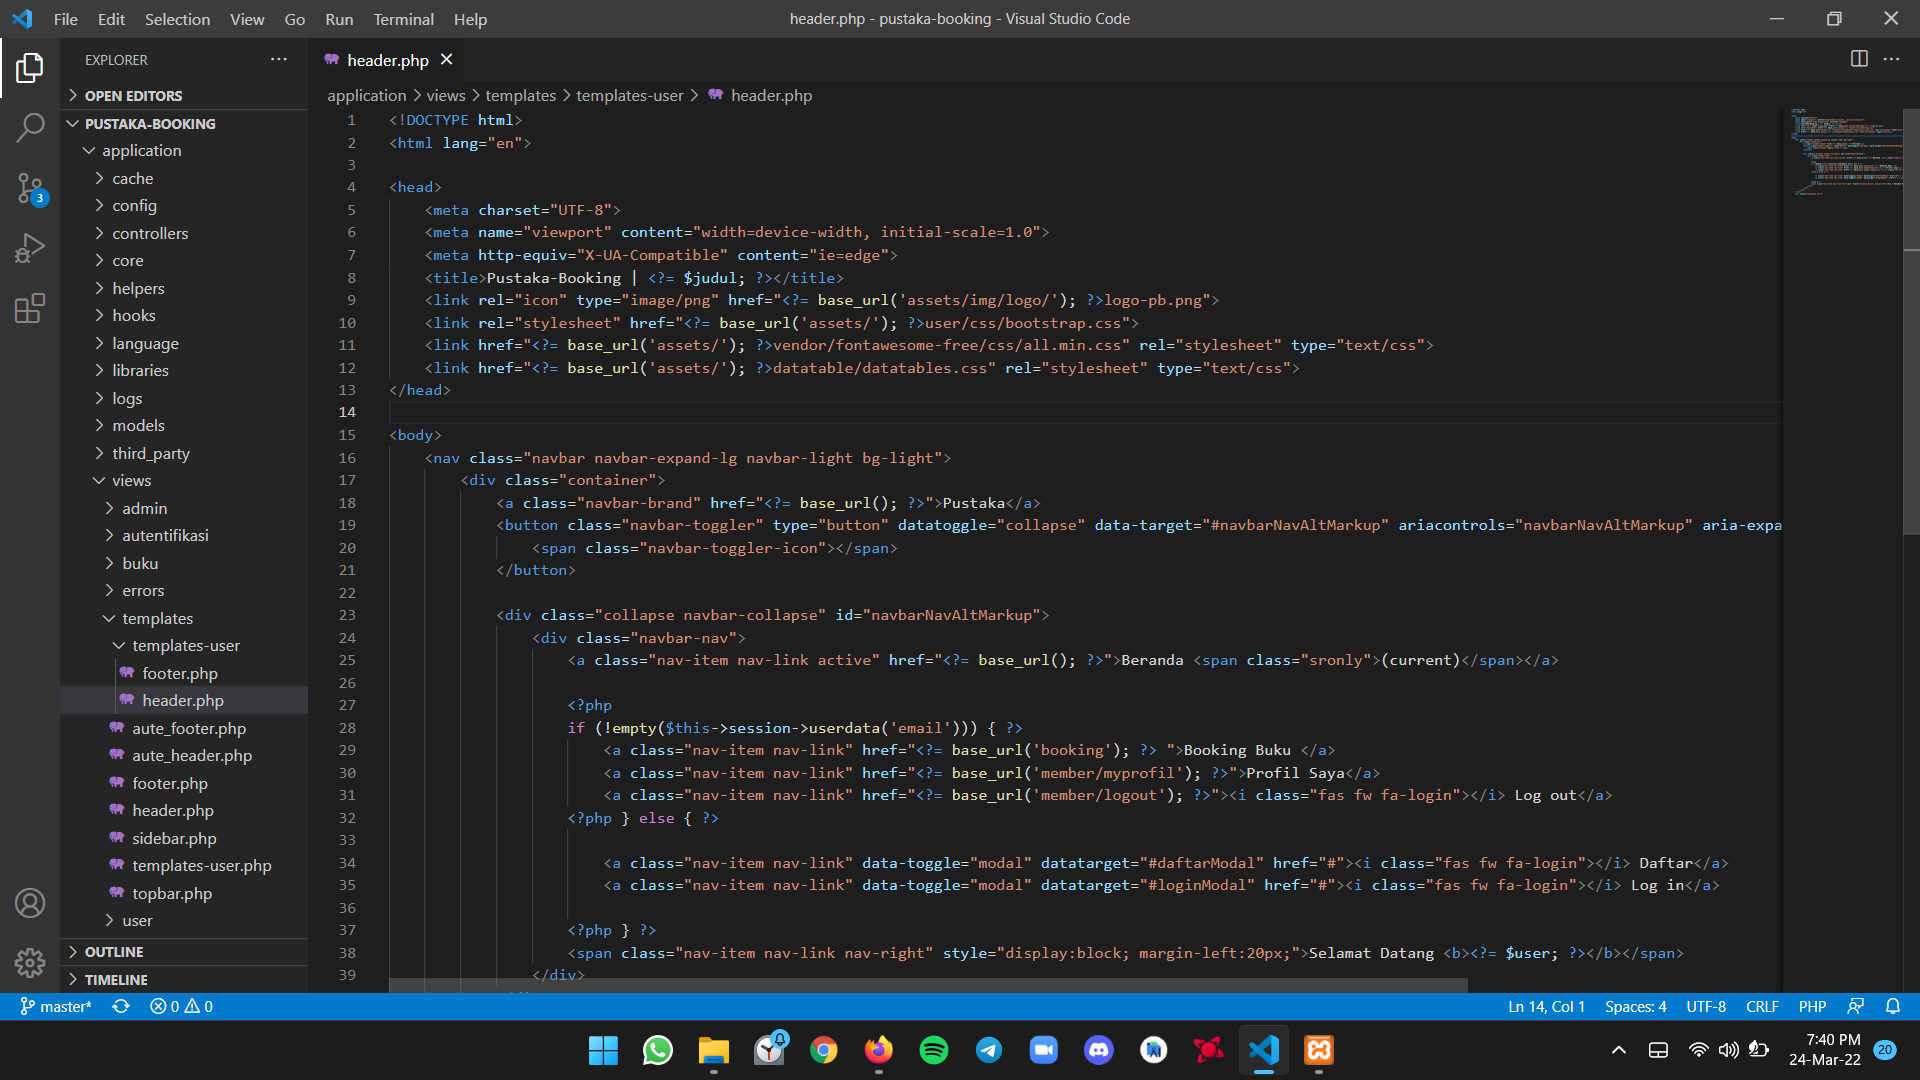 File Edit Selection View Go Run Terminal Help
header.php - pustaka-booking - Visual Studio Code
EXPLORER
OPEN EDITORS
PUSTAKA-BOOKING
application
cache
config
controllers
core
helpers
hooks
language
libraries
logs
models
third_party
views
admin
autentifikasi
buku
errors
templates
templates-user
footer.php
header.php
aute_footer.php
aute_header.php
footer.php
header.php
sidebar.php
templates-user.php
topbar.php
user
OUTLINE
TIMELINE
3
header.php
application > views > templates > templates-user > header.php
1 <!DOCTYPE html>
2 <html lang="en">
3
4 <head>
5 <meta charset="UTF-8">
6 <meta name="viewport" content="width=device-width, initial-scale=1.0">
7 <meta http-equiv="X-UA-Compatible" content="ie=edge">
8 <title>Pustaka-Booking | <?= $judul; ?></title>
9 <link rel="icon" type="image/png" href="<?= base_url('assets/img/logo/'); ?>logo-pb.png">
10 <link rel="stylesheet" href="<?= base_url('assets/'); ?>user/css/bootstrap.css">
11 <link href="<?= base_url('assets/'); ?>vendor/fontawesome-free/css/all.min.css" rel="stylesheet" type="text/css">
12 <link href="<?= base_url('assets/'); ?>datatable/datatables.css" rel="stylesheet" type="text/css">
13 </head>
14
15 <body>
16 <nav class="navbar navbar-expand-lg navbar-light bg-light">
17 <div class="container">
18 <a class="navbar-brand" href="<?= base_url(); ?>">Pustaka</a>
19 <button class="navbar-toggler" type="button" datatoggle="collapse" data-target="#navbarNavAltMarkup" ariacontrols="navbarNavAltMarkup" aria-expa
20 <span class="navbar-toggler-icon"></span>
21 </button>
22
23 <div class="collapse navbar-collapse" id="navbarNavAltMarkup">
24 <div class="navbar-nav">
25 <a class="nav-item nav-link active" href="<?= base_url(); ?>">Beranda <span class="sronly">(current)</span></a>
26
27 <?php
28 if (!empty($this->session->userdata('email'))) { ?>
29 <a class="nav-item nav-link" href="<?= base_url('booking'); ?> ">Booking Buku </a>
30 <a class="nav-item nav-link" href="<?= base_url('member/myprofil'); ?>">Profil Saya</a>
31 <a class="nav-item nav-link" href="<?= base_url('member/logout'); ?>"><i class="fas fw fa-login"></i> Log out</a>
32 <?php } else { ?>
33
34 <a class="nav-item nav-link" data-toggle="modal" datatarget="#daftarModal" href="#"><i class="fas fw fa-login"></i> Daftar</a>
35 <a class="nav-item nav-link" data-toggle="modal" datatarget="#loginModal" href="#"><i class="fas fw fa-login"></i> Log in</a>
36
37 <?php } ?>
38 <span class="nav-item nav-link nav-right" style="display:block; margin-left:20px;">Selamat Datang <b><?= $user; ?></b></span>
39 </div>
master* 0 0
Ln 14, Col 1 Spaces: 4 UTF-8 CRLF PHP
7:40 PM
24-Mar-22
20